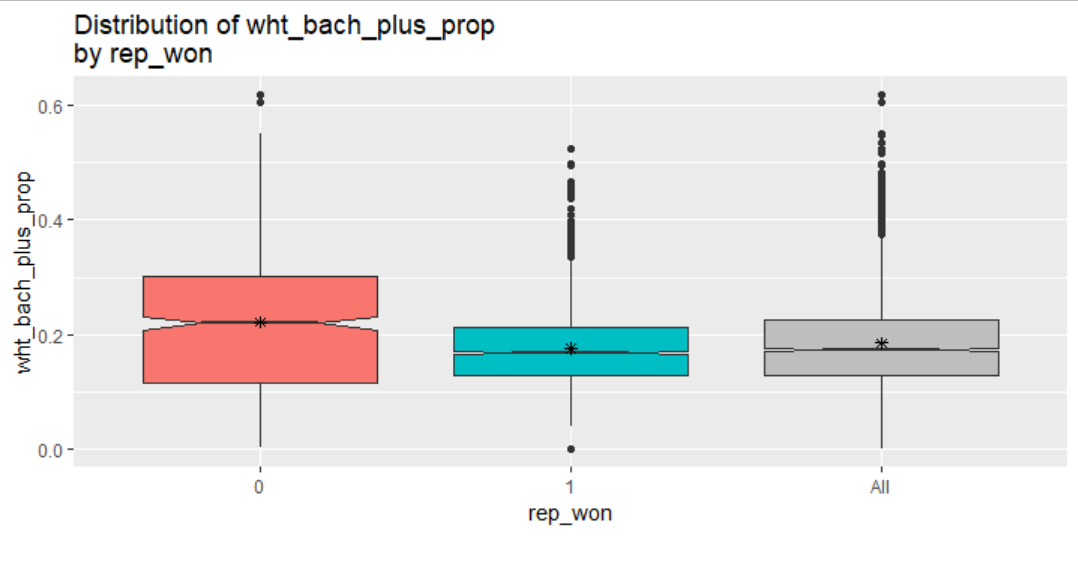 Distribution of wht_bach_plus_prop
by rep_won
wht_bach_plus_prop
0.6
0.4
0.2
0.0
0
1
All
rep_won